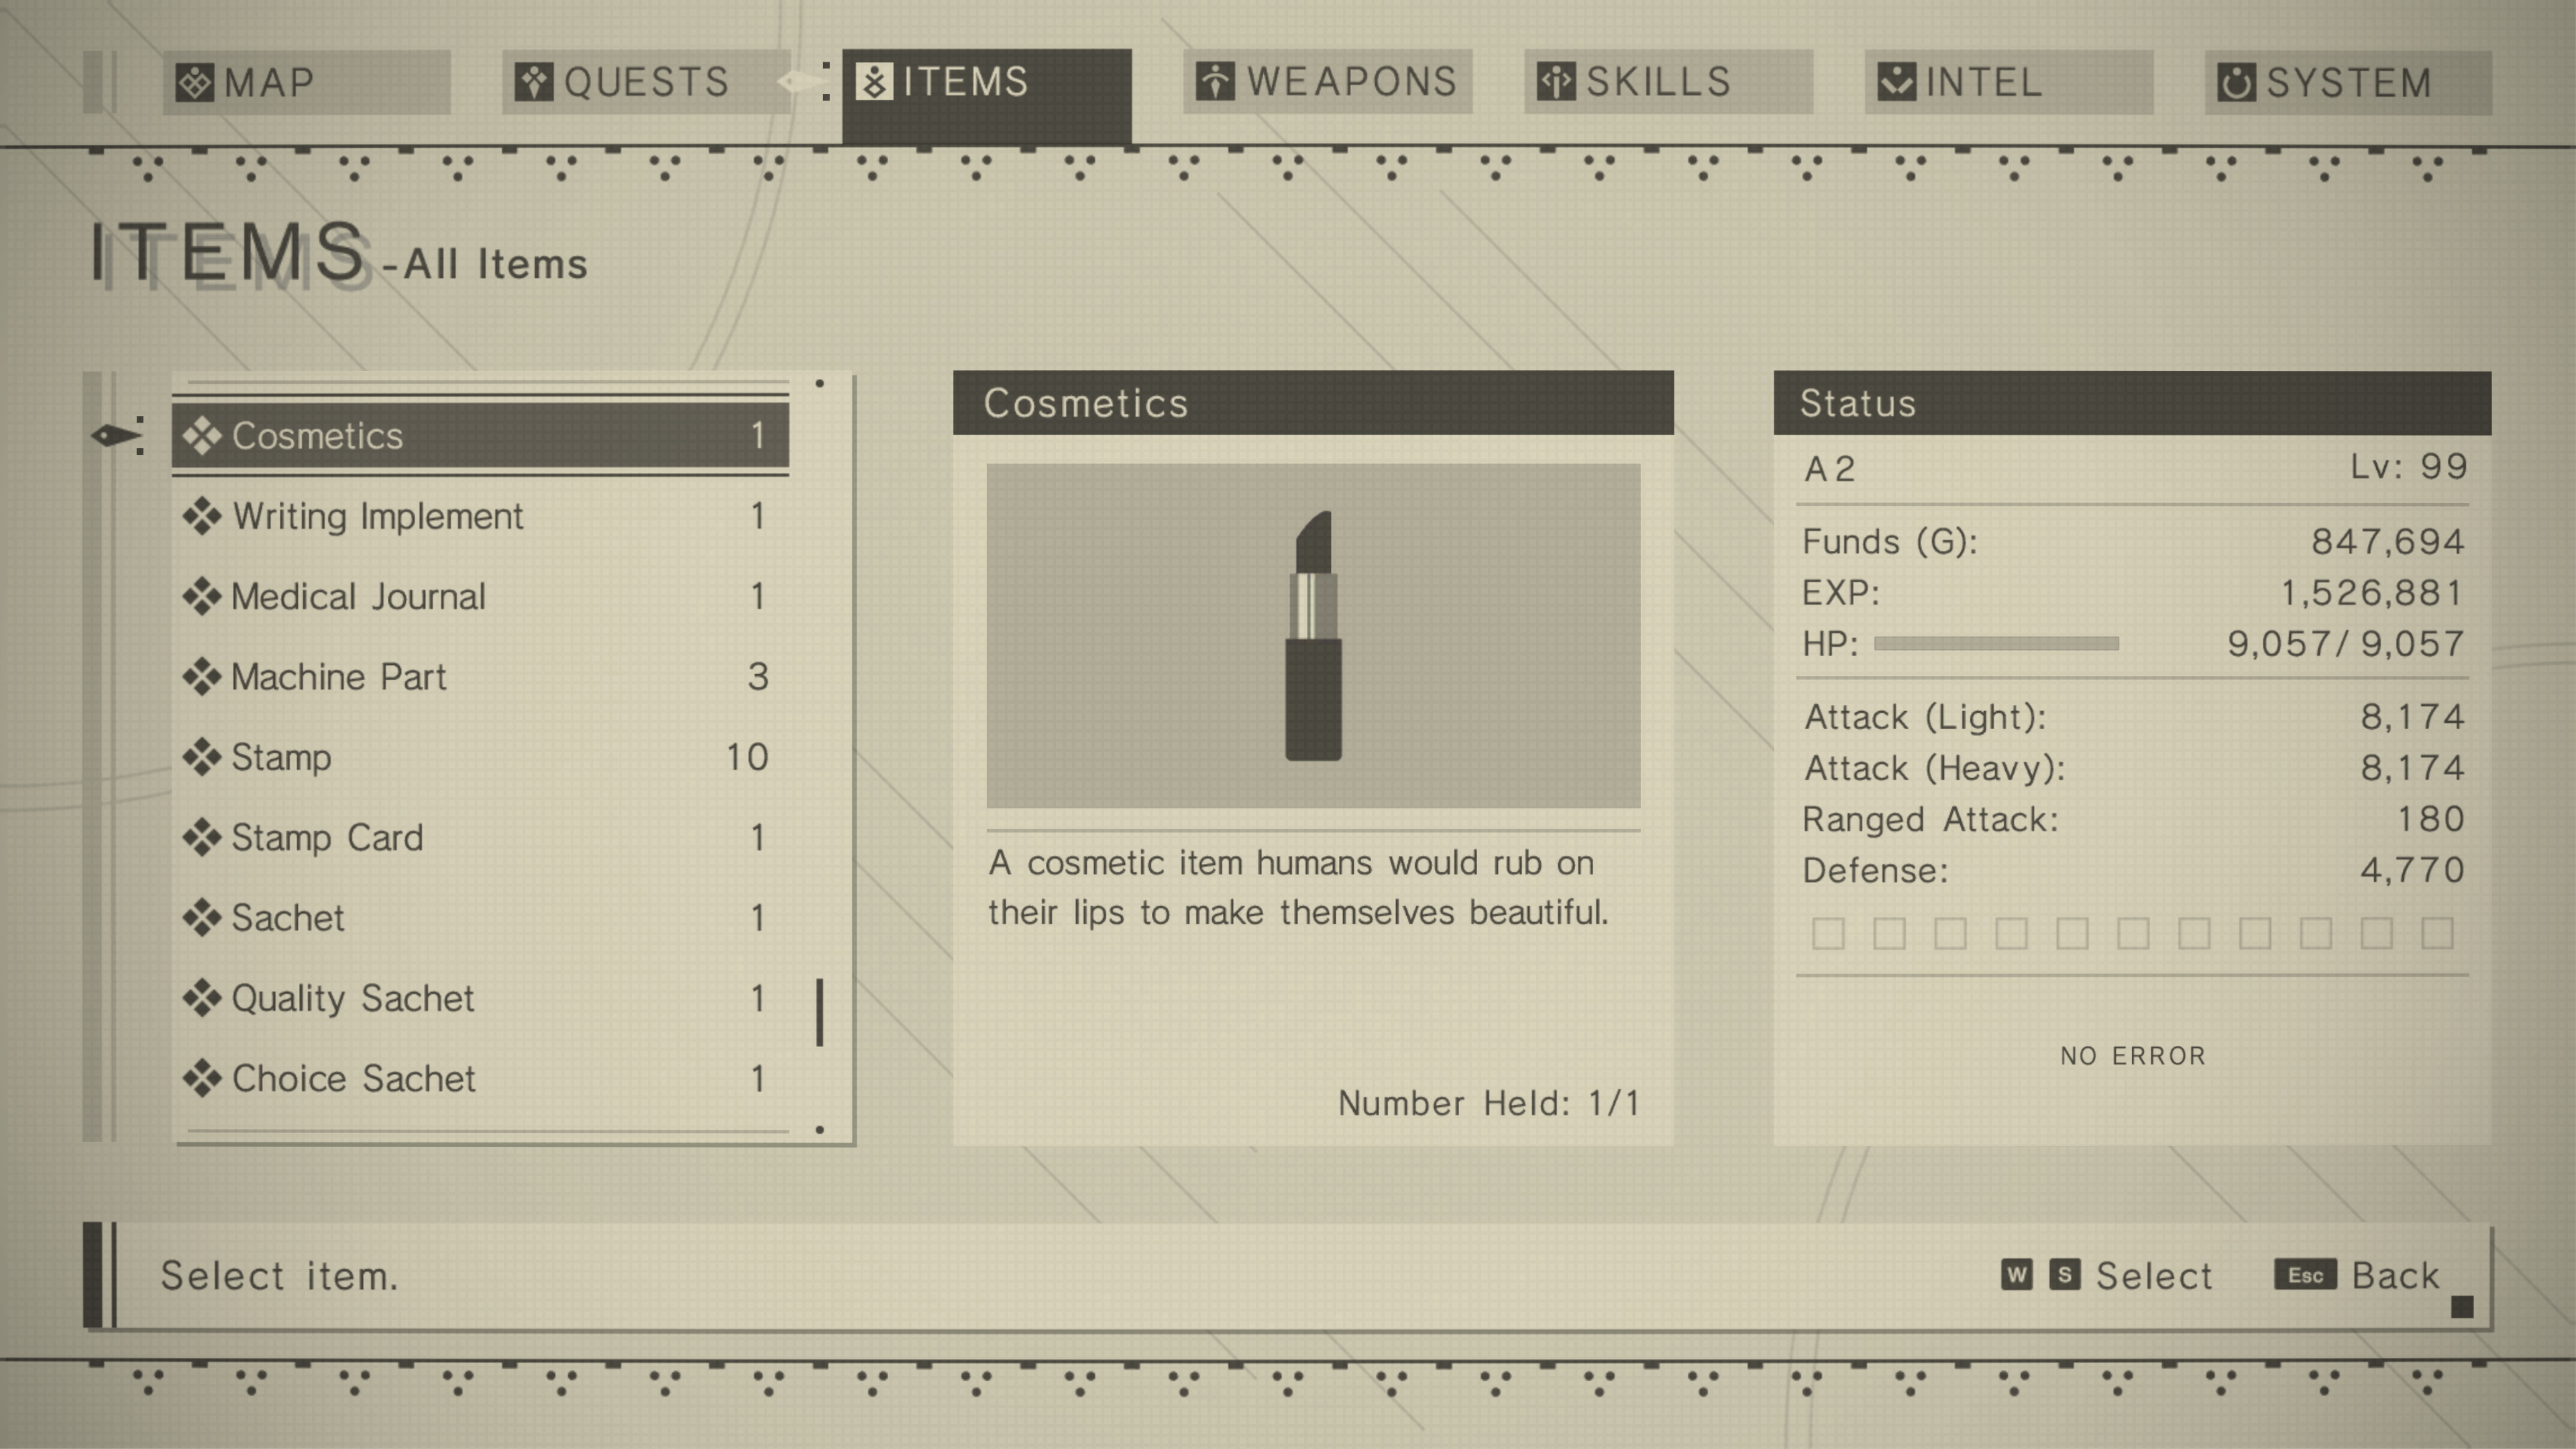 MAP QUESTS ITEMS WEAPONS SKILLS INTEL SYSTEM
ITEMS -All Items
Cosmetics 1
Writing Implement 1
Medical Journal 1
Machine Part 3
Stamp 10
Stamp Card 1
Sachet 1
Quality Sachet 1
Choice Sachet 1
Cosmetics
A cosmetic item humans would rub on
their lips to make themselves beautiful.
Number Held: 1/1
Status
A2 Lv: 99
Funds (G): 847,694
EXP: 1,526,881
HP: 9,057/ 9,057
Attack (Light): 8,174
Attack (Heavy): 8,174
Ranged Attack: 180
Defense: 4,770
NO ERROR
Select item.
W S Select Esc Back